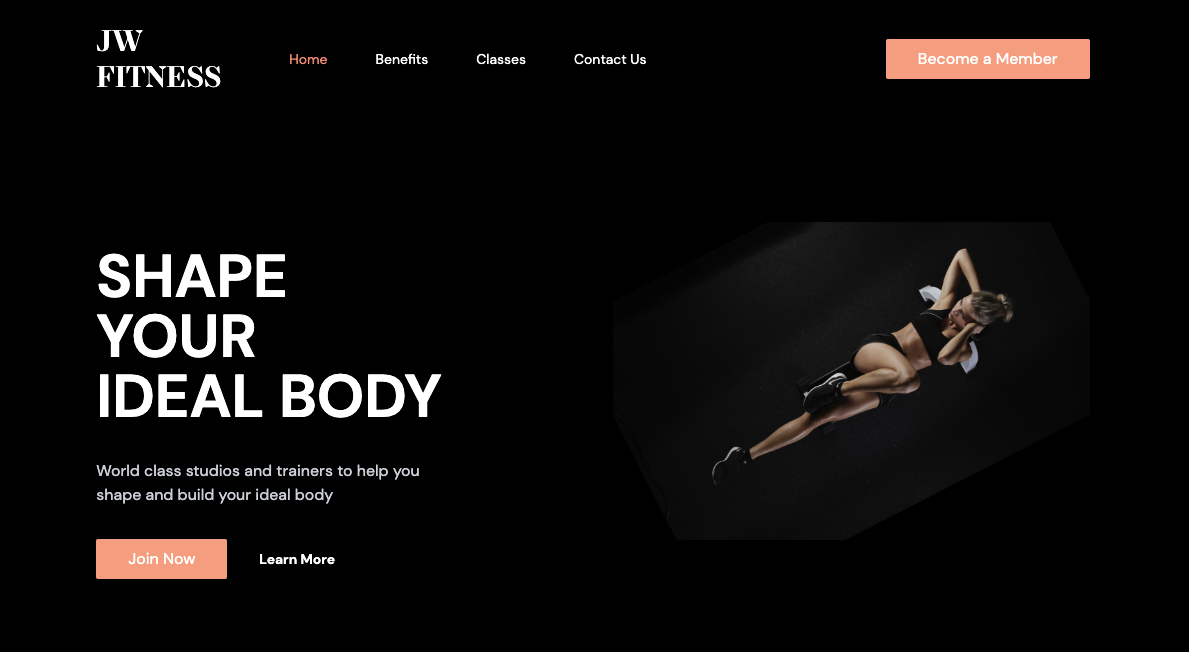 JW
FITNESS
Home
Benefits
Classes
Contact Us
Become a Member
SHAPE
YOUR
IDEAL BODY
World class studios and trainers to help you
shape and build your ideal body
Join Now
Learn More